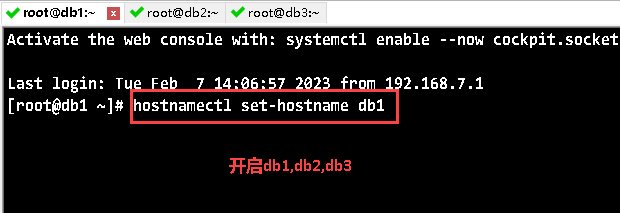 root@db1:~ root@db2:~ root@db3:~
Activate the web console with: systemctl enable --now cockpit.socket
Last login: Tue Feb  7 14:06:57 2023 from 192.168.7.1
[root@db1 ~]# hostnamectl set-hostname db1
开启db1,db2,db3